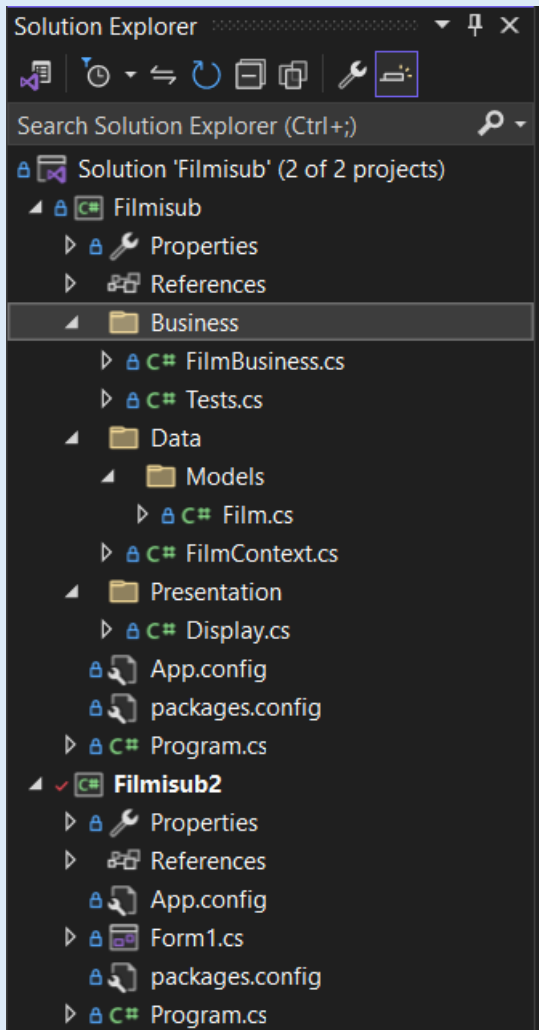 Solution Explorer
Search Solution Explorer (Ctrl+;)
Solution 'Filmisub' (2 of 2 projects)
C# Filmisub
Properties
References
Business
C# FilmBusiness.cs
C# Tests.cs
Data
Models
C# Film.cs
C# FilmContext.cs
Presentation
C# Display.cs
App.config
packages.config
C# Program.cs
C# Filmisub2
Properties
References
App.config
Form1.cs
packages.config
C# Program.cs